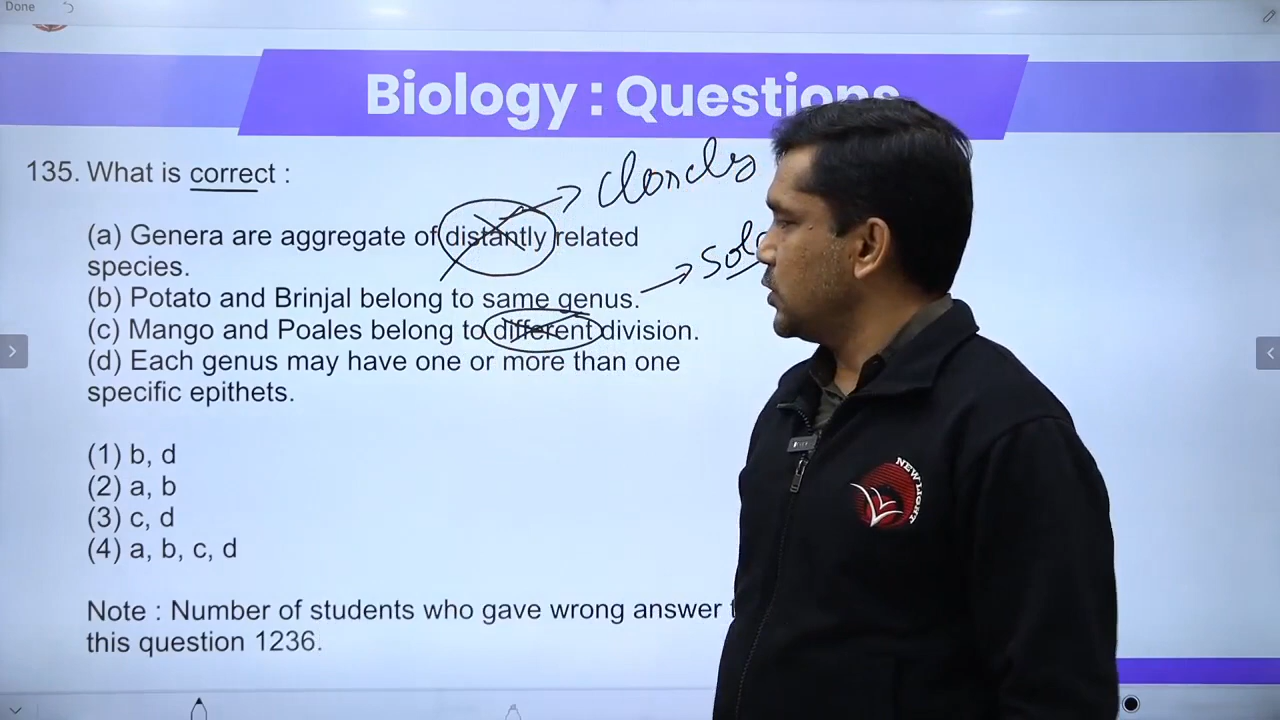 Done
Biology : Questions
135. What is correct :
closely
(a) Genera are aggregate of distantly related
species.
(b) Potato and Brinjal belong to same genus.
(c) Mango and Poales belong to different division.
(d) Each genus may have one or more than one
specific epithets.
(1) b, d
(2) a, b
(3) c, d
(4) a, b, c, d
Note : Number of students who gave wrong answer
this question 1236.
NEW LIGHT